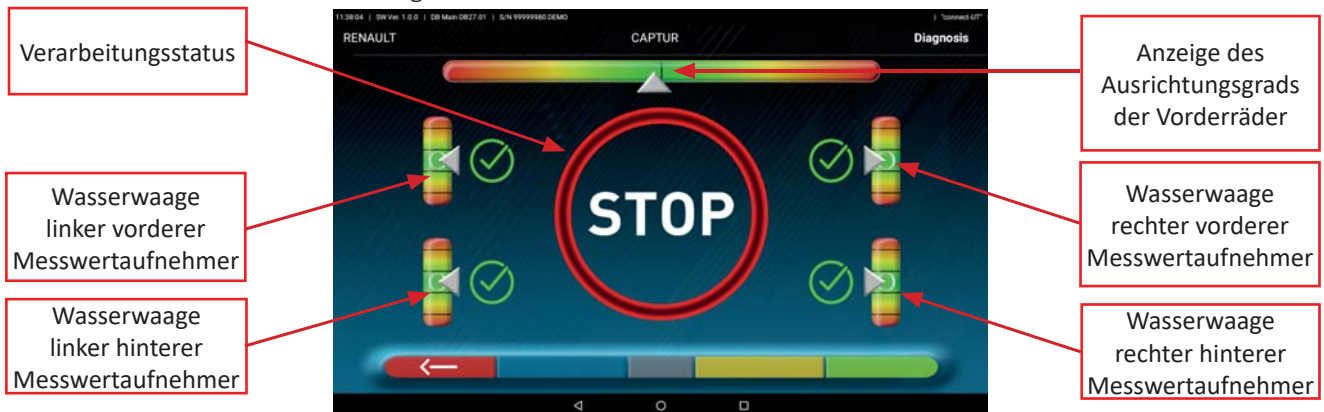 11:38:04 | SW Ver. 1.0.0 | DB Main DB27.01 | S/N 99999980 DEMO | "connect-UT"
RENAULT CAPTUR Diagnosis
Verarbeitungsstatus
Anzeige des
Ausrichtungsgrads
der Vorderräder
Wasserwaage
linker vorderer
Messwertaufnehmer
STOP
Wasserwaage
rechter vorderer
Messwertaufnehmer
Wasserwaage
linker hinterer
Messwertaufnehmer
Wasserwaage
rechter hinterer
Messwertaufnehmer